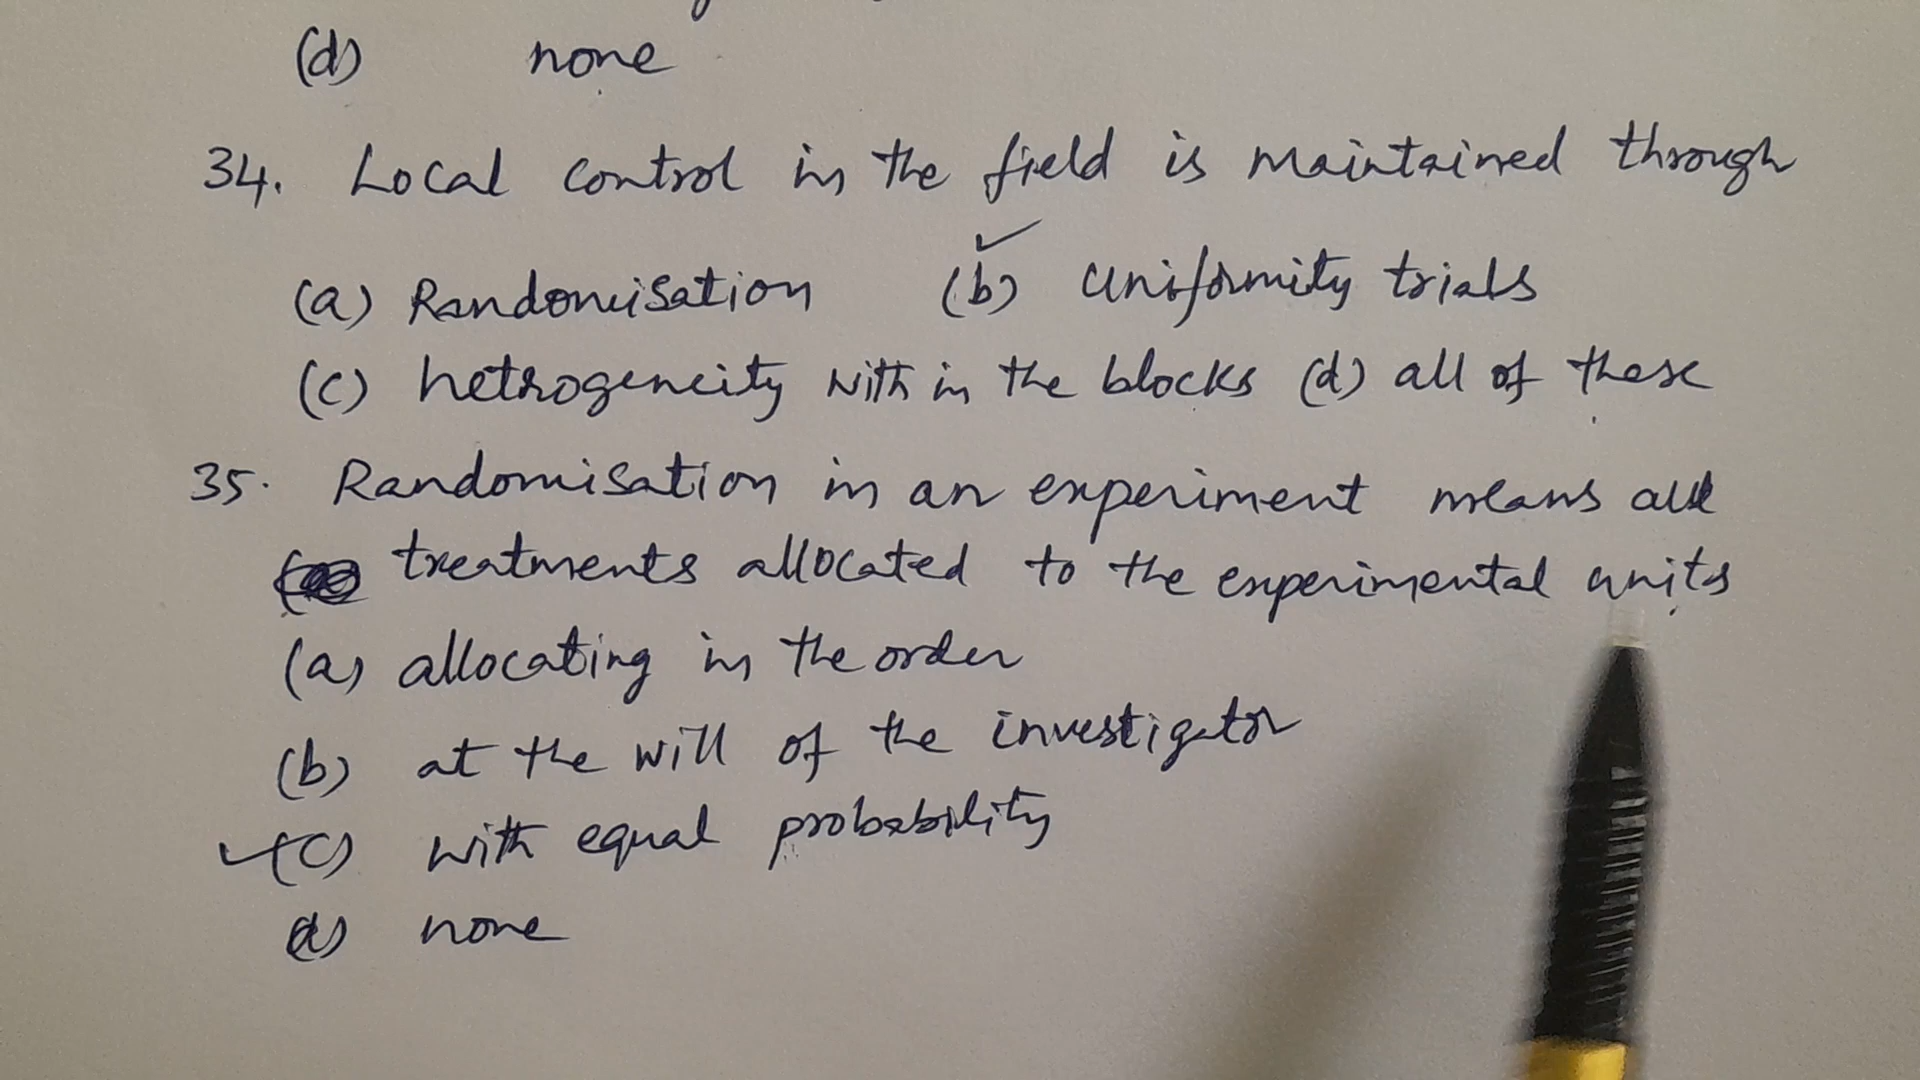 (d) none
34. Local control in the field is maintained through
(a) Randomisation (b) Uniformity trials
(c) hetrogeneity with in the blocks (d) all of these
35. Randomisation in an experiment means all
treatments allocated to the experimental units
(a) allocating in the order
(b) at the will of the investigator
(c) with equal probability
(d) none